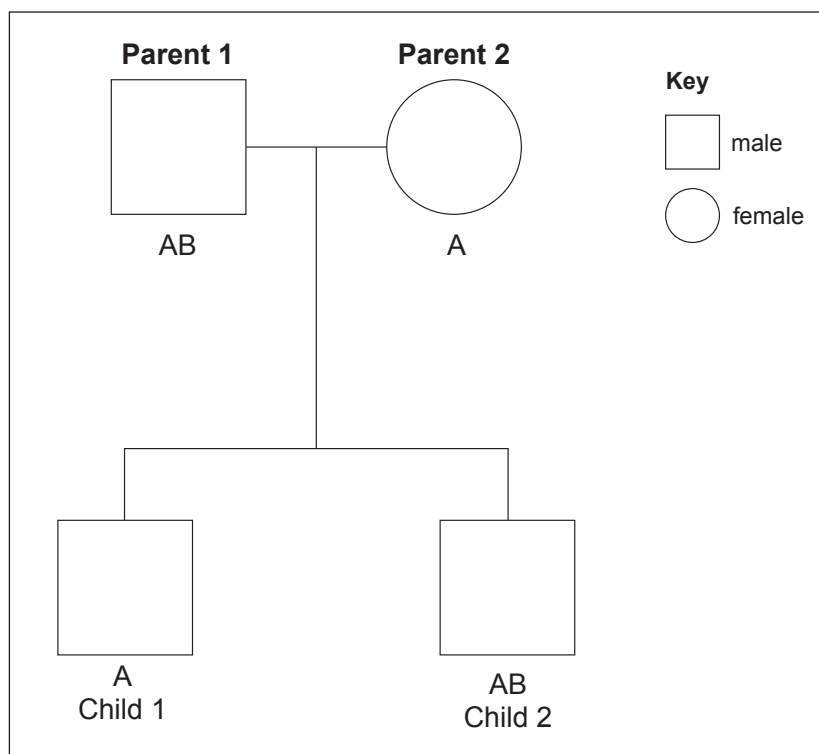 Parent 1 Parent 2
Key
male
female
AB A
A
Child 1
AB
Child 2